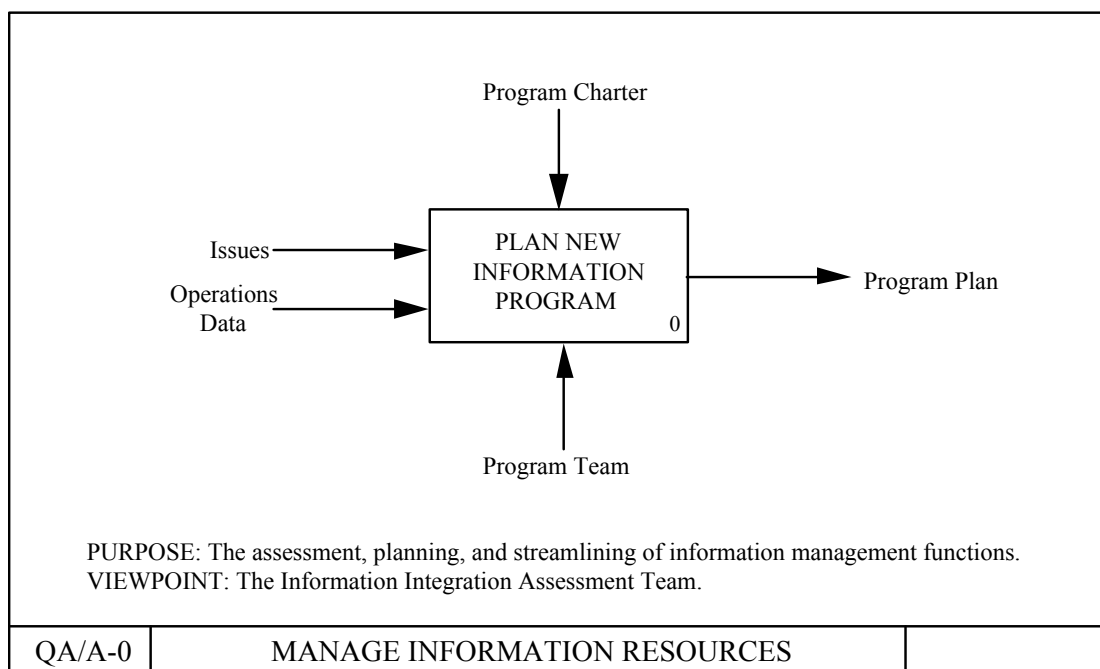 Program Charter
Issues
Operations
Data
PLAN NEW
INFORMATION
PROGRAM
0
Program Plan
Program Team
PURPOSE: The assessment, planning, and streamlining of information management functions.
VIEWPOINT: The Information Integration Assessment Team.
QA/A-0
MANAGE INFORMATION RESOURCES